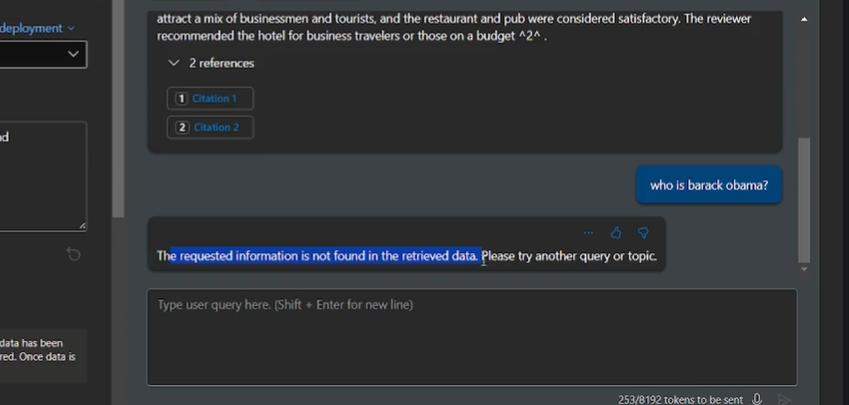 deployment
attract a mix of businessmen and tourists, and the restaurant and pub were considered satisfactory. The reviewer
recommended the hotel for business travelers or those on a budget ^2^ .
2 references
1 Citation 1
2 Citation 2
who is barack obama?
The requested information is not found in the retrieved data. Please try another query or topic.
Type user query here. (Shift + Enter for new line)
data has been
red. Once data is
253/8192 tokens to be sent